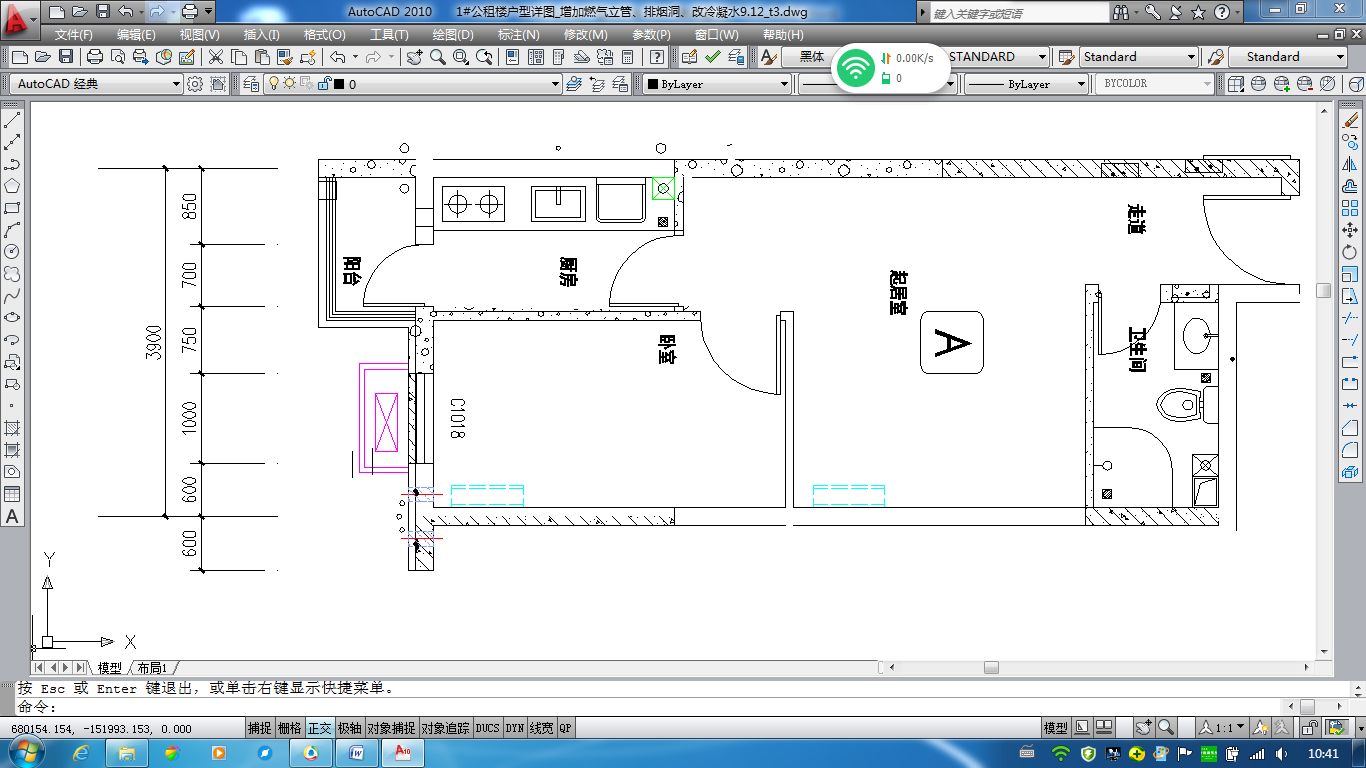 AutoCAD 2010 1#公租楼户型详图_增加燃气立管、排烟洞、改冷凝水9.12_t3.dwg
键入关键字或短语
文件(F) 编辑(E) 视图(V) 插入(I) 格式(O) 工具(T) 绘图(D) 标注(N) 修改(M) 参数(P) 窗口(W) 帮助(H)
黑体 STANDARD Standard Standard
0.00K/s
0
AutoCAD 经典 0 ByLayer ByLayer BYCOLOR
850
700
750
3900
1000
600
600
阳台
厨房
卧室
起居室
走道
卫生间
A
C1018
A
Y
X
模型 布局1
按 Esc 或 Enter 键退出，或单击右键显示快捷菜单。
命令：
680154.154, -151993.153, 0.000 捕捉 栅格 正交 极轴 对象捕捉 对象追踪 DUCS DYN 线宽 QP 模型 1:1
10:41